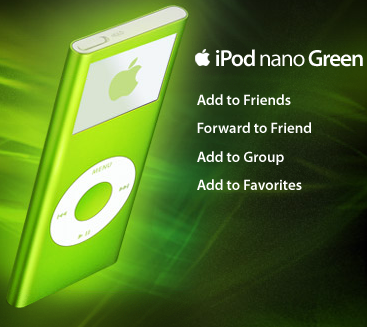 iPod nano Green
Add to Friends
Forward to Friend
Add to Group
Add to Favorites
MENU